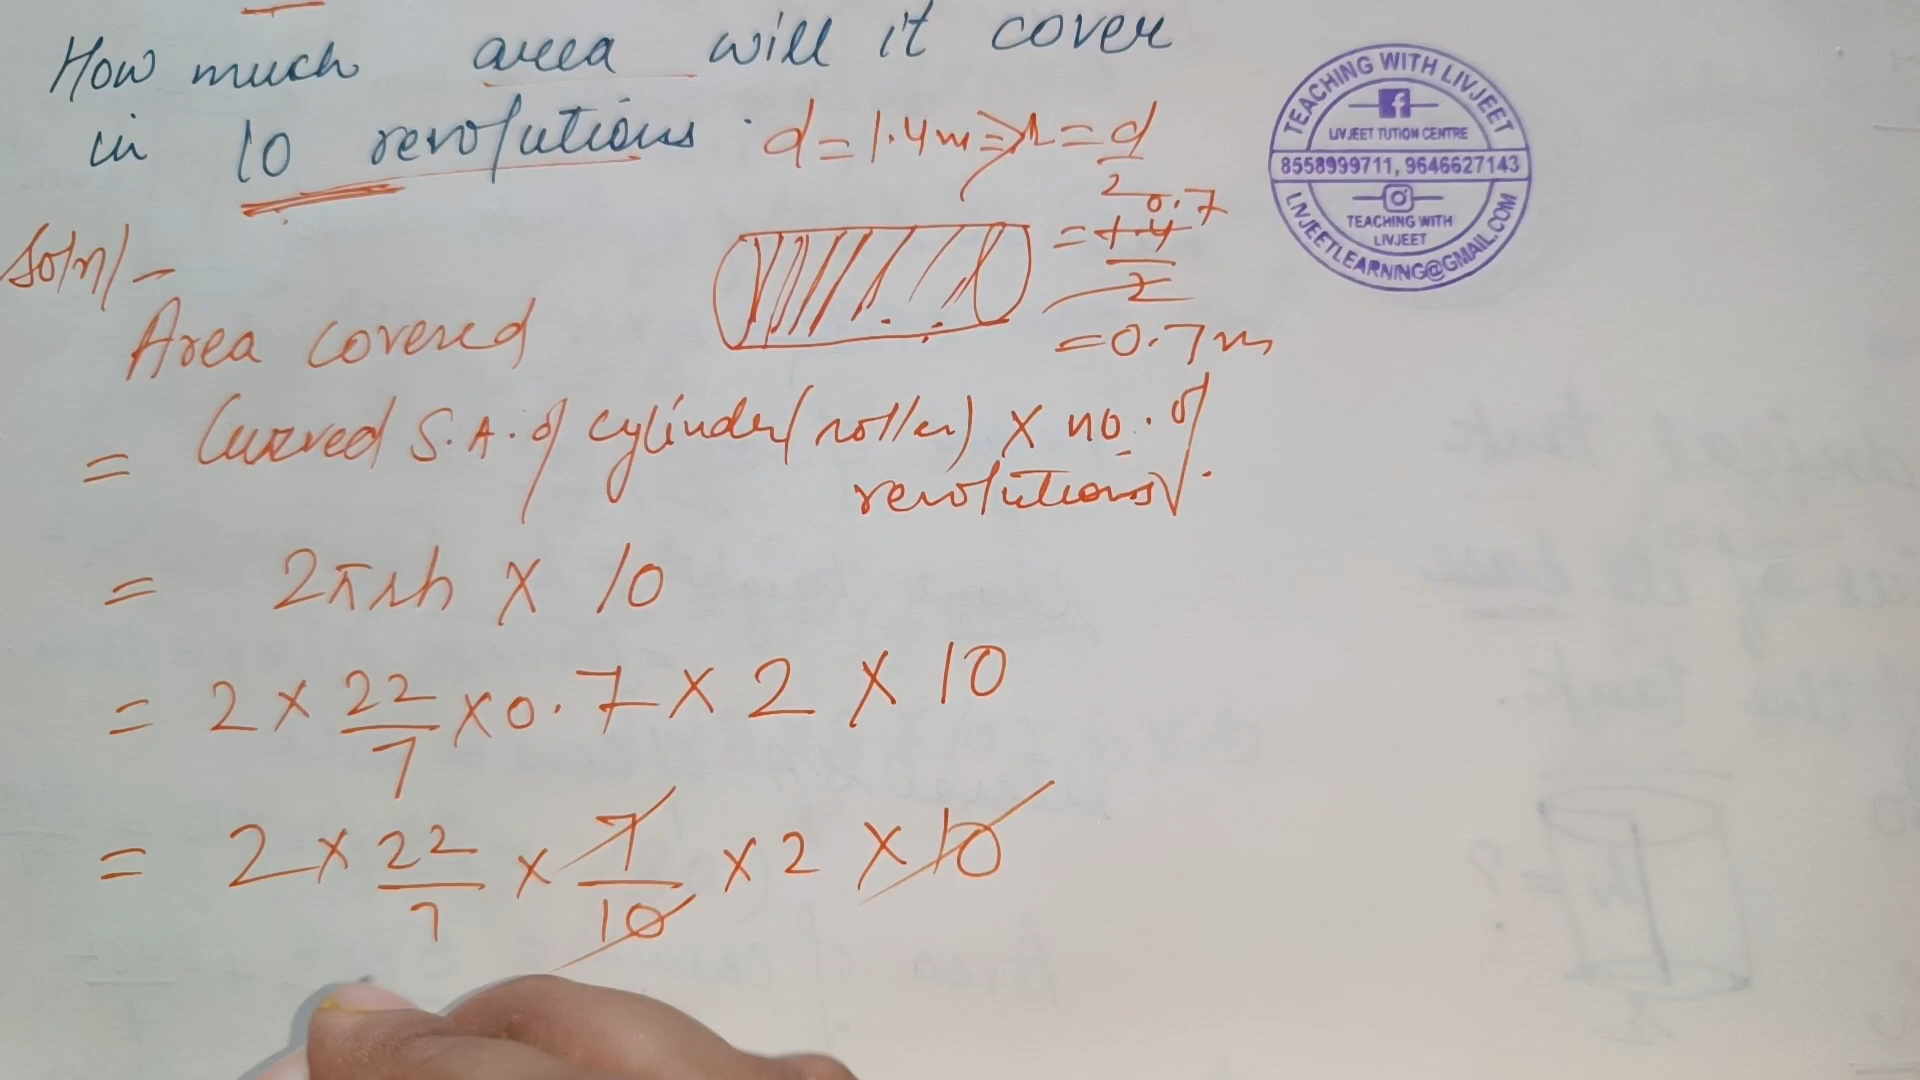 How much area will it cover
in 10 revolutions.
d = 1.4m ⇒ r = d/2
= 1.4/2 0.7
= 0.7m
Soln/-
Area covered
= Curved S.A. of cylinder (roller) × no. of
revolutions.
= 2πrh × 10
= 2 × 22/7 × 0.7 × 2 × 10
= 2 × 22/7 × 7/10 × 2 × 10
TEACHING WITH LIVJEET
LIVJEET TUTION CENTRE
8558999711, 9646627143
TEACHING WITH
LIVJEET
LIVJEETLEARNING@GMAIL.COM